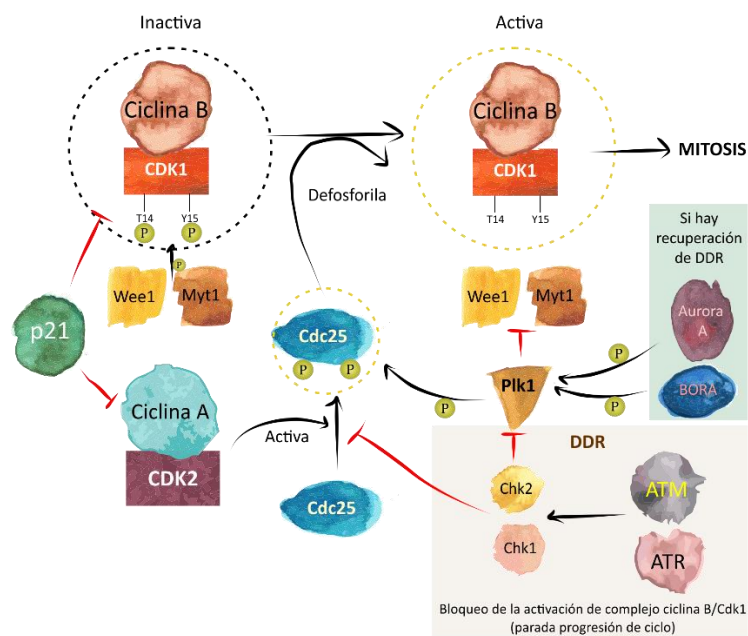 Inactiva
Activa
Ciclina B
CDK1
T14
Y15
P
P
Ciclina B
CDK1
T14
Y15
MITOSIS
Defosforila
P
Wee1
Myt1
Wee1
Myt1
Si hay
recuperación
de DDR
Aurora
A
P
BORA
P
p21
Cdc25
P
P
P
Plk1
Ciclina A
CDK2
Activa
Cdc25
DDR
Chk2
ATM
Chk1
ATR
Bloqueo de la activación de complejo ciclina B/Cdk1
(parada progresión de ciclo)